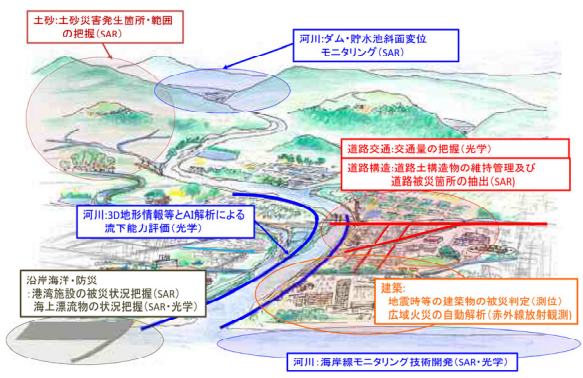 土砂:土砂災害発生箇所・範囲
の把握(SAR)
河川:ダム・貯水池斜面変位
モニタリング(SAR)
道路交通:交通量の把握(光学)
道路構造:道路土構造物の維持管理及び
道路被災箇所の抽出(SAR)
河川:3D地形情報等とAI解析による
流下能力評価(光学)
沿岸海洋・防災
:港湾施設の被災状況把握(SAR)
海上漂流物の状況把握(SAR・光学)
建築:
地震時等の建築物の被災判定(測位)
広域火災の自動解析(赤外線放射観測)
河川:海岸線モニタリング技術開発(SAR・光学)